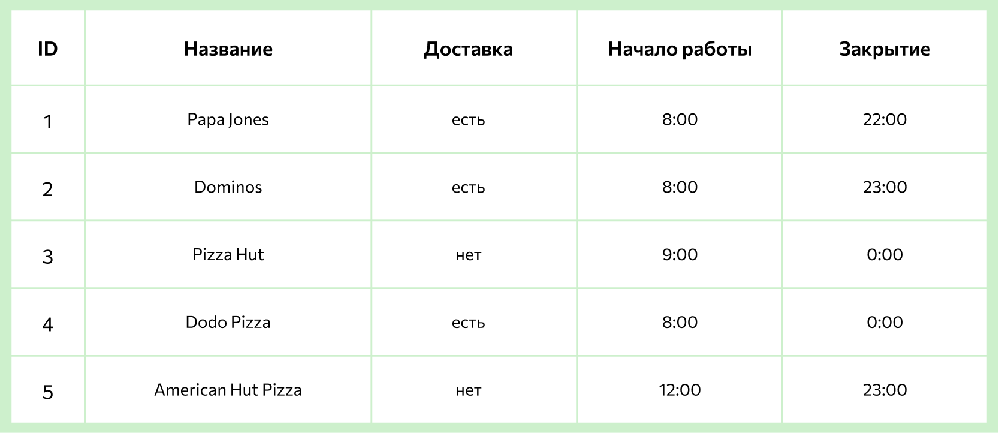 ID Название Доставка Начало работы Закрытие
1 Papa Jones есть 8:00 22:00
2 Dominos есть 8:00 23:00
3 Pizza Hut нет 9:00 0:00
4 Dodo Pizza есть 8:00 0:00
5 American Hut Pizza нет 12:00 23:00